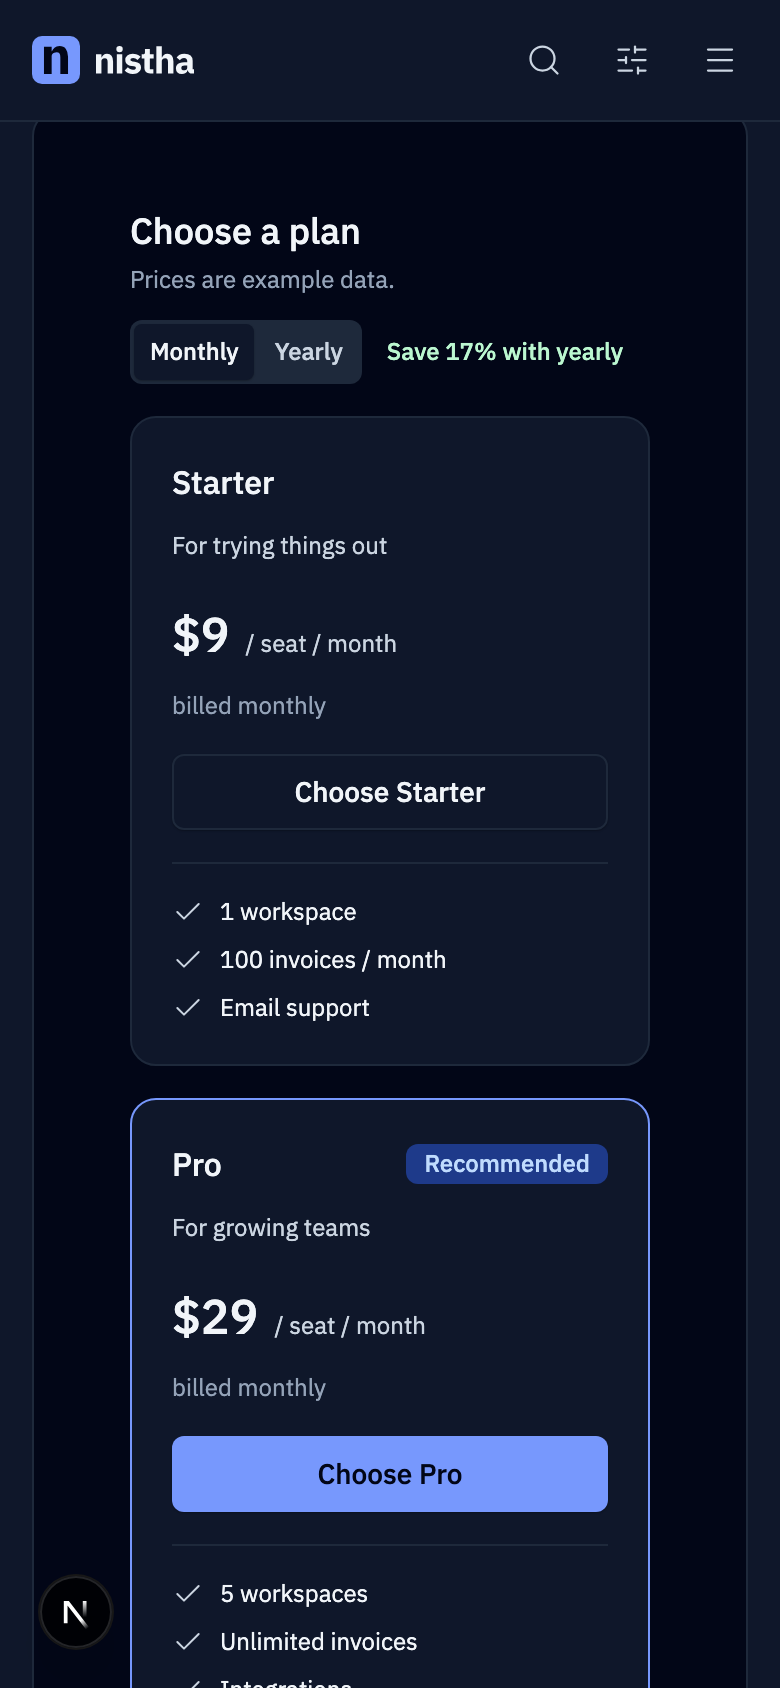 n nistha
Choose a plan
Prices are example data.
Monthly Yearly Save 17% with yearly
Starter
For trying things out
$9 / seat / month
billed monthly
Choose Starter
1 workspace
100 invoices / month
Email support
Pro Recommended
For growing teams
$29 / seat / month
billed monthly
Choose Pro
5 workspaces
N
Unlimited invoices
Integrations